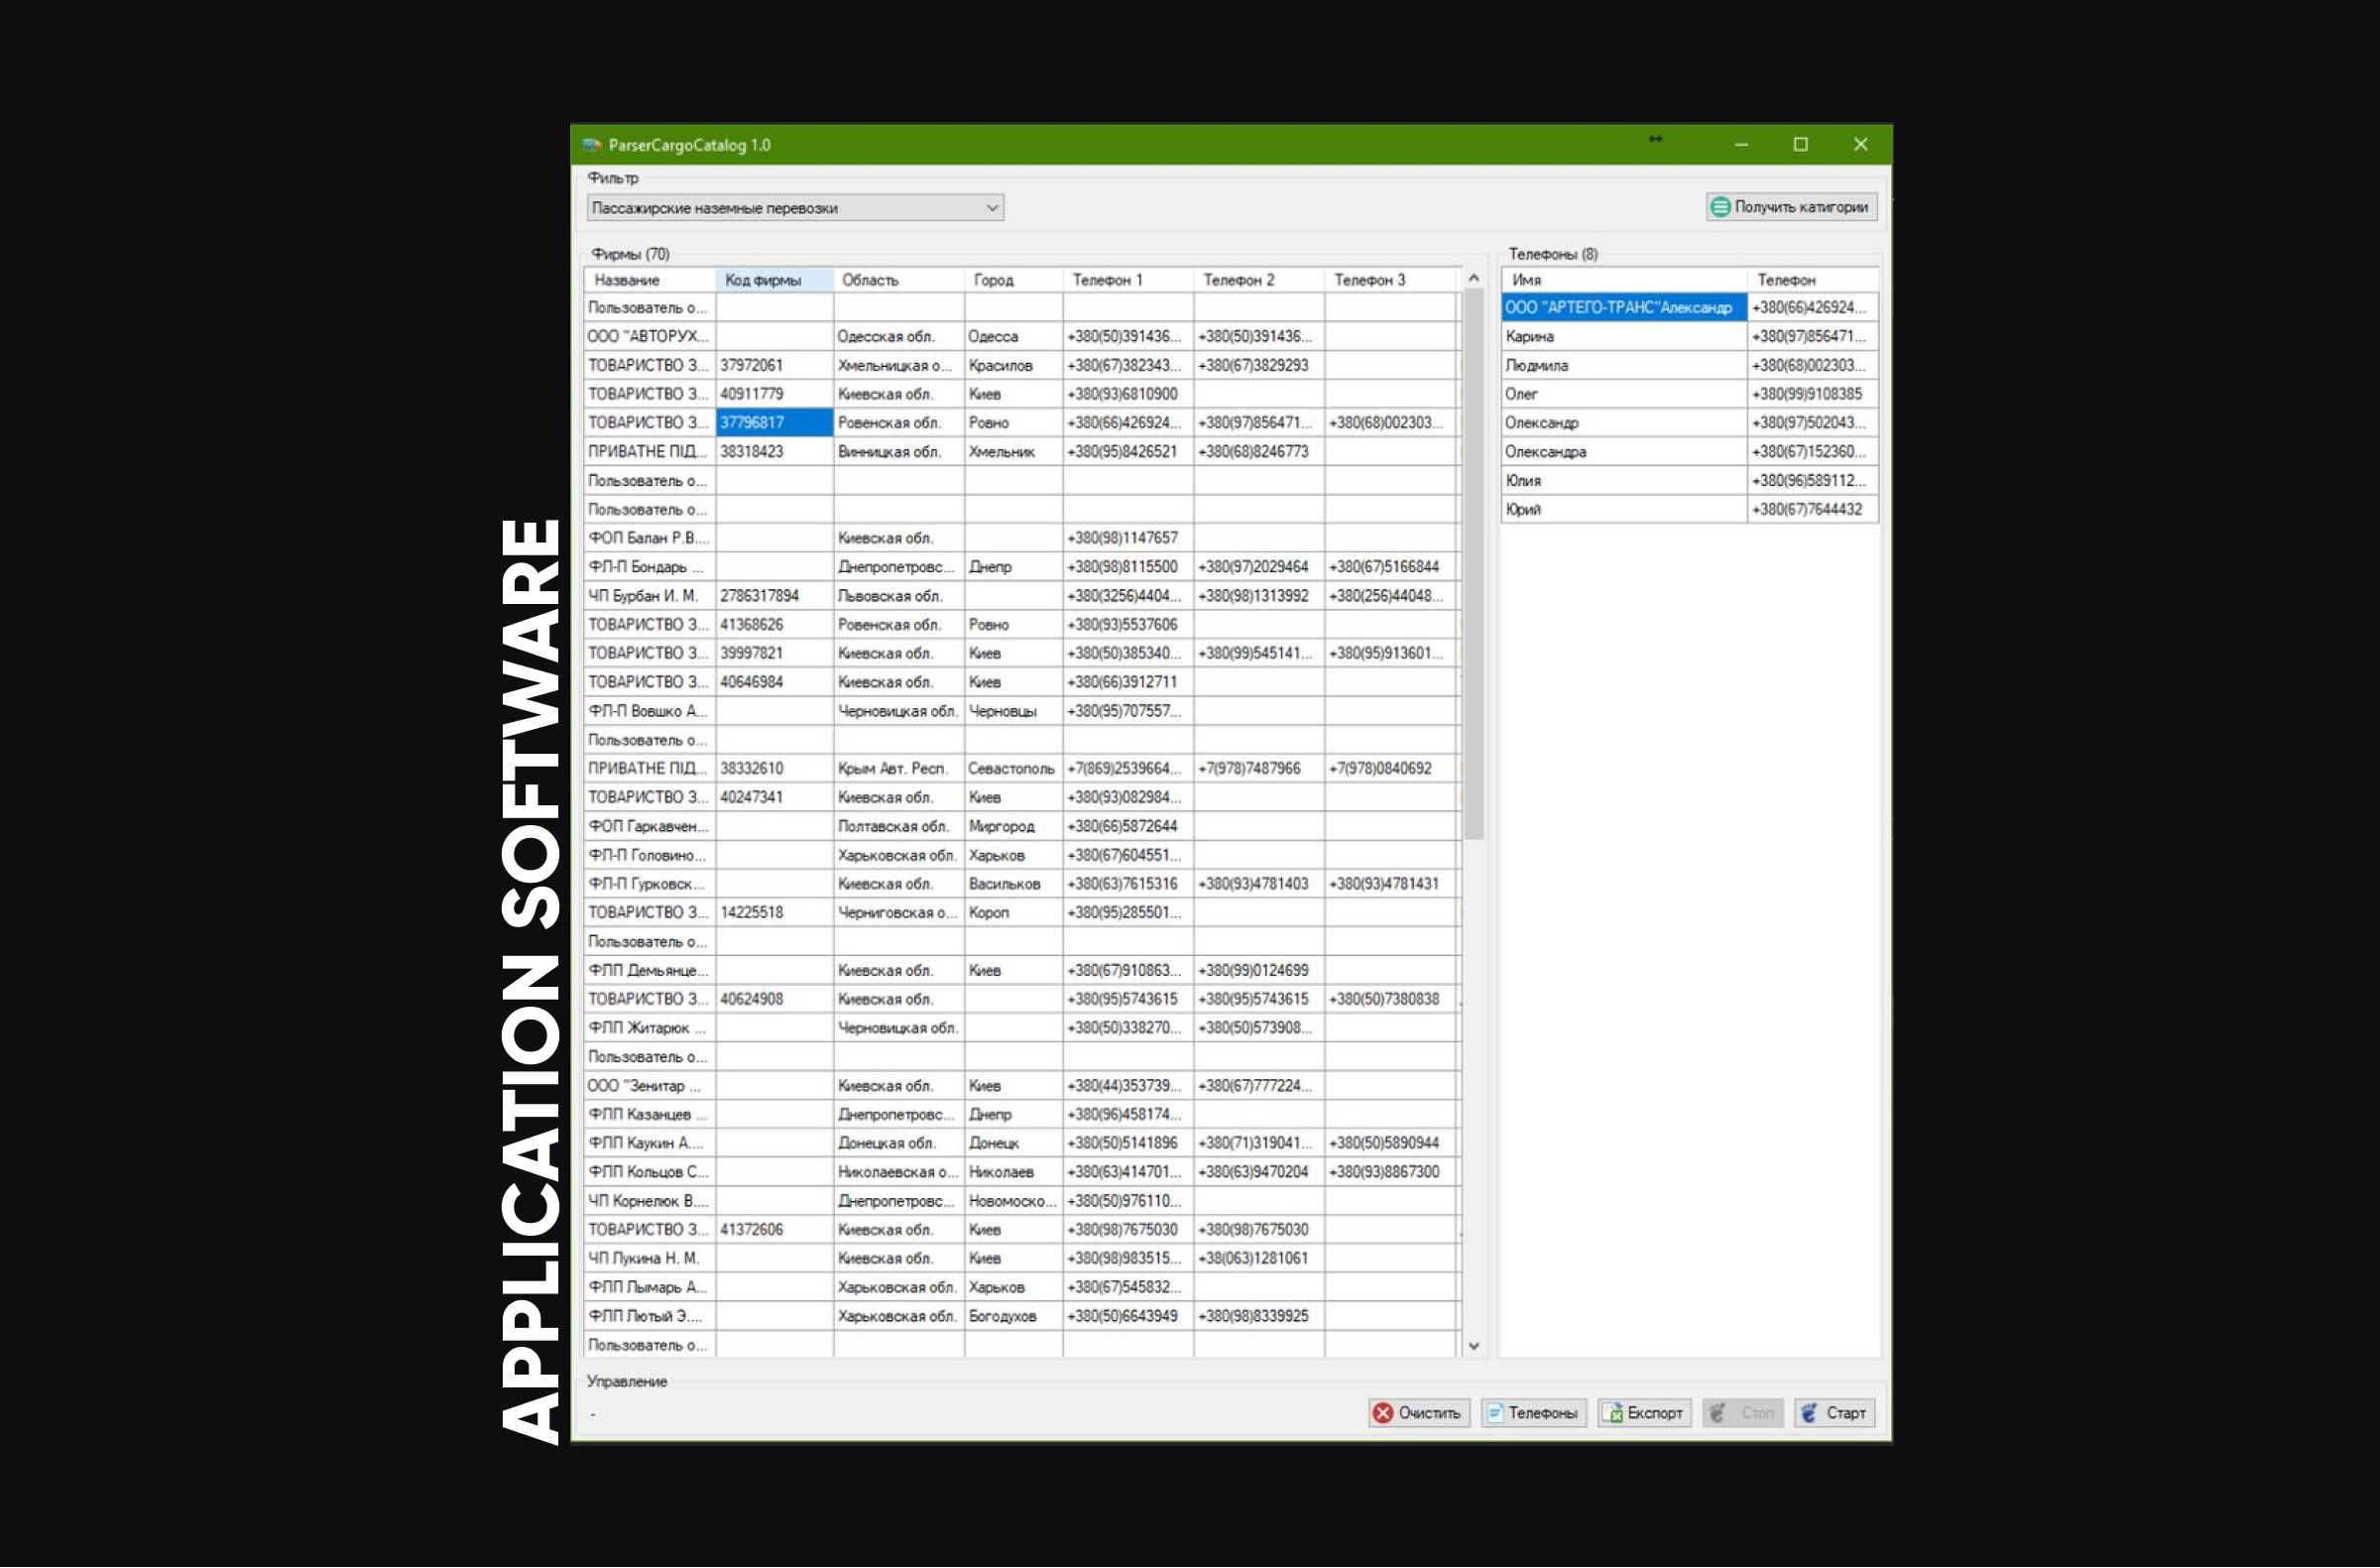 APPLICATION SOFTWARE
ParserCargoCatalog 1.0
Фильтр
Пассажирские наземные перевозки
Получить катигории
Фирмы (70)
Название Код фирмы Область Город Телефон 1 Телефон 2 Телефон 3
Пользователь о...
ООО "АВТОРУХ... Одесская обл. Одесса +380(50)391436... +380(50)391436...
ТОВАРИСТВО З... 37972061 Хмельницкая о... Красилов +380(67)382343... +380(67)3829293
ТОВАРИСТВО З... 40911779 Киевская обл. Киев +380(93)6810900
ТОВАРИСТВО З... 37796817 Ровенская обл. Ровно +380(66)426924... +380(97)856471... +380(68)002303...
ПРИВАТНЕ ПІД... 38318423 Винницкая обл. Хмельник +380(95)8426521 +380(68)8246773
Пользователь о...
Пользователь о...
ФОП Балан Р.В.... Киевская обл. +380(98)1147657
ФЛ-П Бондарь ... Днепропетровс... Днепр +380(98)8115500 +380(97)2029464 +380(67)5166844
ЧП Бурбан И. М. 2786317894 Львовская обл. +380(3256)4404... +380(98)1313992 +380(256)44048...
ТОВАРИСТВО З... 41368626 Ровенская обл. Ровно +380(93)5537606
ТОВАРИСТВО З... 39997821 Киевская обл. Киев +380(50)385340... +380(99)545141... +380(95)913601...
ТОВАРИСТВО З... 40646984 Киевская обл. Киев +380(66)3912711
ФЛ-П Вовшко А... Черновицкая обл. Черновцы +380(95)707557...
Пользователь о...
ПРИВАТНЕ ПІД... 38332610 Крым Авт. Респ. Севастополь +7(869)2539664... +7(978)7487966 +7(978)0840692
ТОВАРИСТВО З... 40247341 Киевская обл. Киев +380(93)082984...
ФОП Гаркавчен... Полтавская обл. Миргород +380(66)5872644
ФЛ-П Головино... Харьковская обл. Харьков +380(67)604551...
ФЛ-П Гурковск... Киевская обл. Васильков +380(63)7615316 +380(93)4781403 +380(93)4781431
ТОВАРИСТВО З... 14225518 Черниговская о... Короп +380(95)285501...
Пользователь о...
ФЛП Демьянце... Киевская обл. Киев +380(67)910863... +380(99)0124699
ТОВАРИСТВО З... 40624908 Киевская обл. +380(95)5743615 +380(95)5743615 +380(50)7380838
ФЛП Житарюк ... Черновицкая обл. +380(50)338270... +380(50)573908...
Пользователь о...
ООО "Зенитар ... Киевская обл. Киев +380(44)353739... +380(67)777224...
ФЛП Казанцев ... Днепропетровс... Днепр +380(96)458174...
ФЛП Каукин А.... Донецкая обл. Донецк +380(50)5141896 +380(71)319041... +380(50)5890944
ФЛП Кольцов С... Николаевская о... Николаев +380(63)414701... +380(63)9470204 +380(93)8867300
ЧП Корнелюк В.... Днепропетровс... Новомоско... +380(50)976110...
ТОВАРИСТВО З... 41372606 Киевская обл. Киев +380(98)7675030 +380(98)7675030
ЧП Лукина Н. М. Киевская обл. Киев +380(98)983515... +38(063)1281061
ФЛП Лымарь А... Харьковская обл. Харьков +380(67)545832...
ФЛП Лютый Э.... Харьковская обл. Богодухов +380(50)6643949 +380(98)8339925
Пользователь о...
Телефоны (8)
Имя Телефон
ООО "АРТЕГО-ТРАНС"Александр +380(66)426924...
Карина +380(97)856471...
Людмила +380(68)002303...
Олег +380(99)9108385
Олександр +380(97)502043...
Олександра +380(67)152360...
Юлия +380(96)589112...
Юрий +380(67)7644432
Управление
-
Очистить Телефоны Експорт Стоп Старт